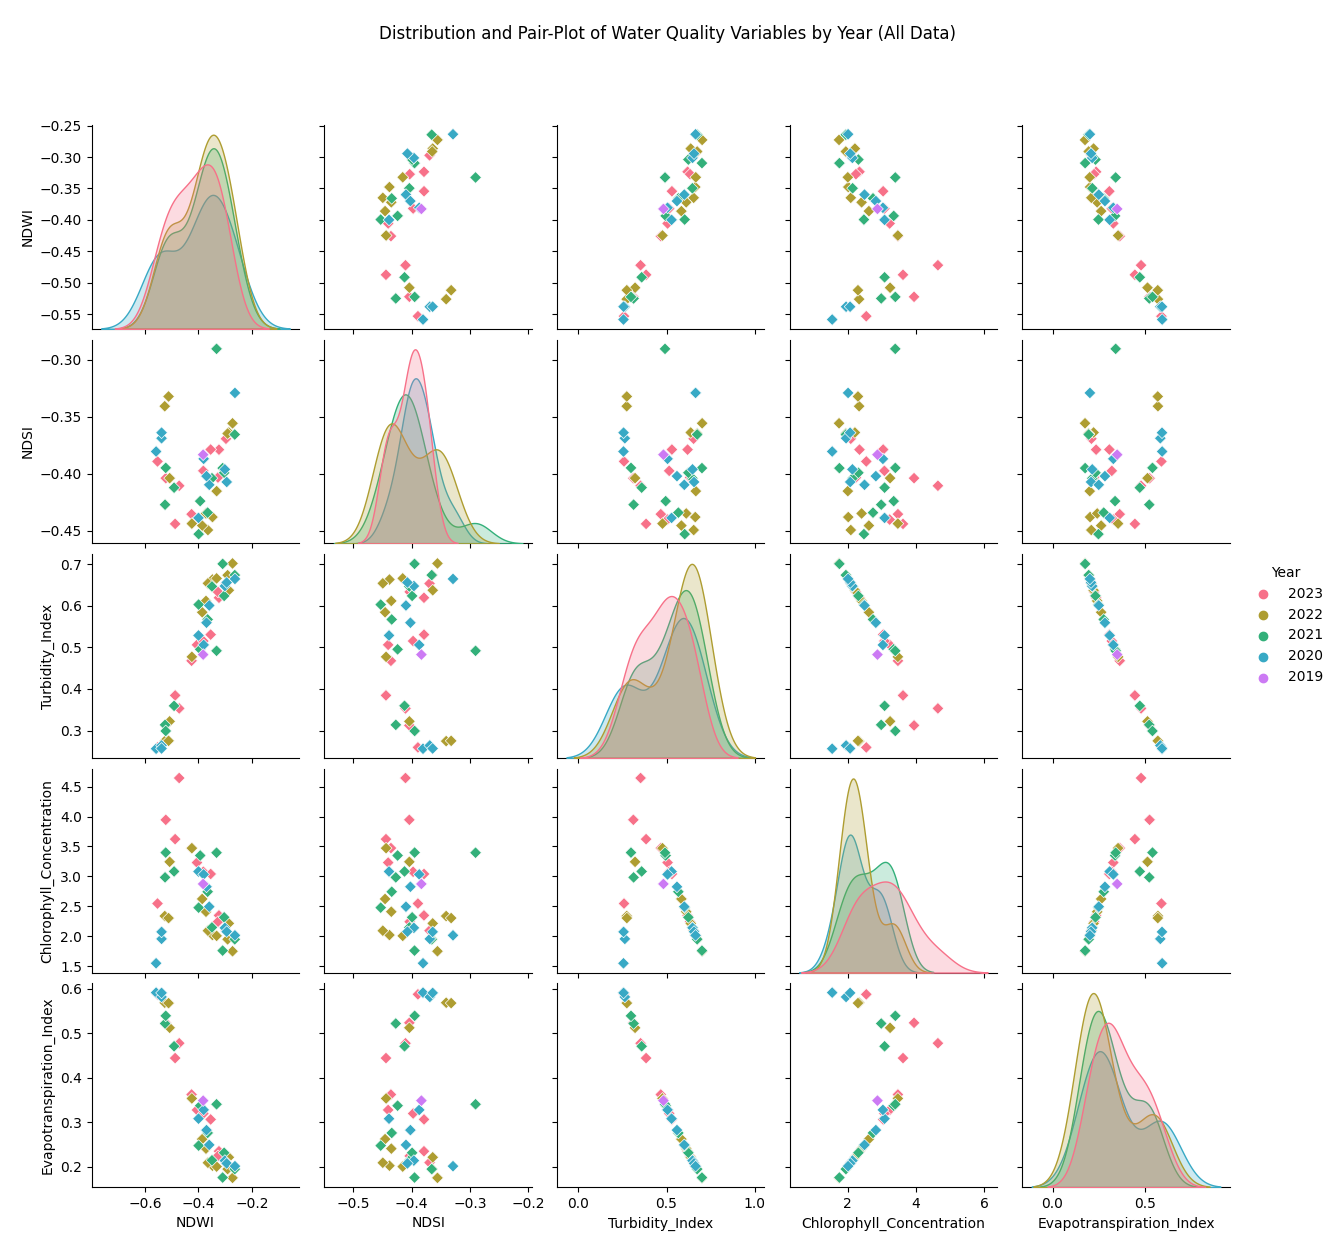 Distribution and Pair-Plot of Water Quality Variables by Year (All Data)
−0.25
−0.30
−0.35
−0.40
−0.45
−0.50
−0.55
NDWI
−0.30
−0.35
−0.40
−0.45
NDSI
0.7
0.6
0.5
0.4
0.3
Turbidity_Index
Year
2023
2022
2021
2020
2019
4.5
4.0
3.5
3.0
2.5
2.0
1.5
Chlorophyll_Concentration
0.6
0.5
0.4
0.3
0.2
Evapotranspiration_Index
−0.6 −0.4 −0.2
NDWI
−0.5 −0.4 −0.3 −0.2
NDSI
0.0 0.5 1.0
Turbidity_Index
2 4 6
Chlorophyll_Concentration
0.0 0.5
Evapotranspiration_Index